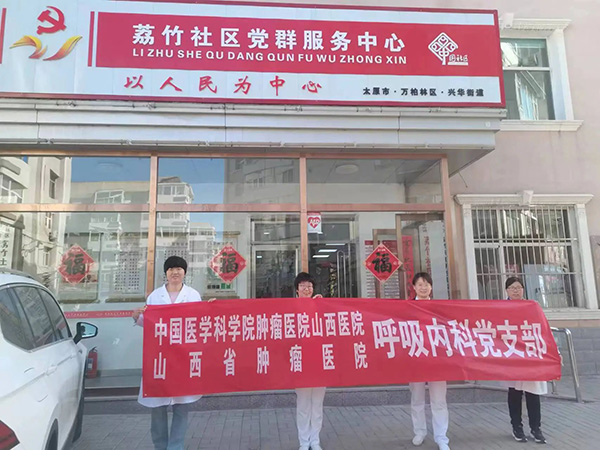 荔竹社区党群服务中心
LI ZHU SHE QU DANG QUN FU WU ZHONG XIN
以人民为中心
太原市·万柏林区·兴华街道
福
福
福
中国医学科学院肿瘤医院山西医院
山西省肿瘤医院
呼吸内科党支部